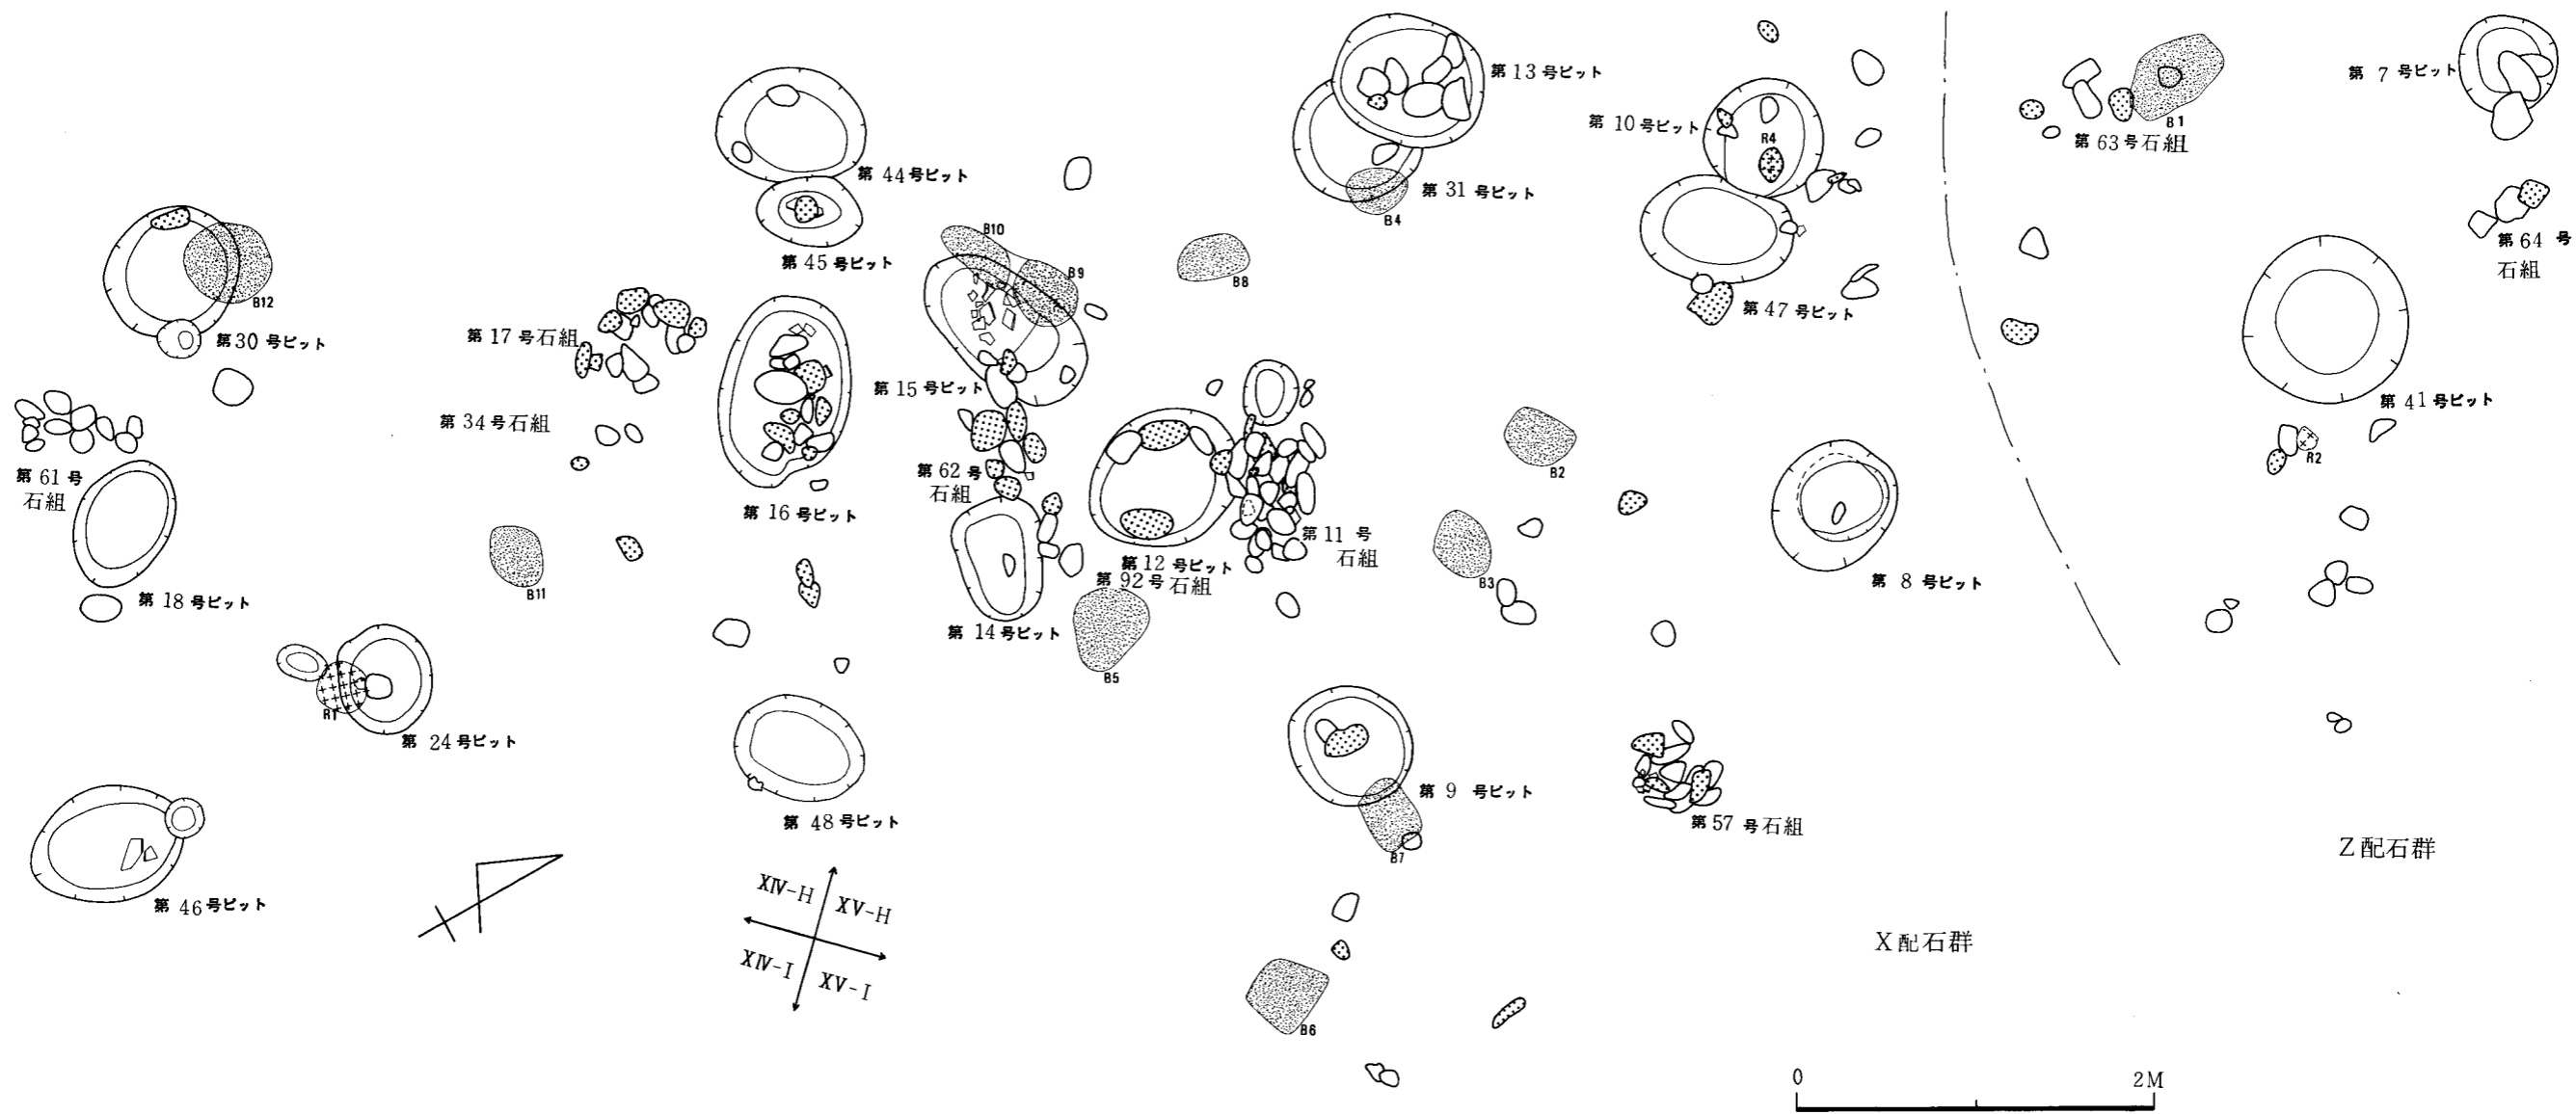 第 13 号ピット
第 7 号ピット
第 10 号ピット
R4
B1
第 63 号石組
第 44 号ピット
第 31 号ピット
B4
第 64 号
石組
第 45 号ピット
B10
B9
B8
B12
第 30 号ピット
第 17 号石組
第 47 号ピット
第 15 号ピット
第 41 号ピット
第 34 号石組
R2
第 61 号
石組
第 62 号
石組
B2
第 16 号ピット
第 11 号
石組
第 12 号ピット
第 92 号石組
B3
第 8 号ピット
B11
第 18 号ピット
第 14 号ピット
B5
R1
第 24 号ピット
第 9 号ピット
第 48 号ピット
第 57 号石組
B7
Z配石群
第 46 号ピット
XIV-H
XV-H
XIV-I
XV-I
X配石群
B6
0
2M